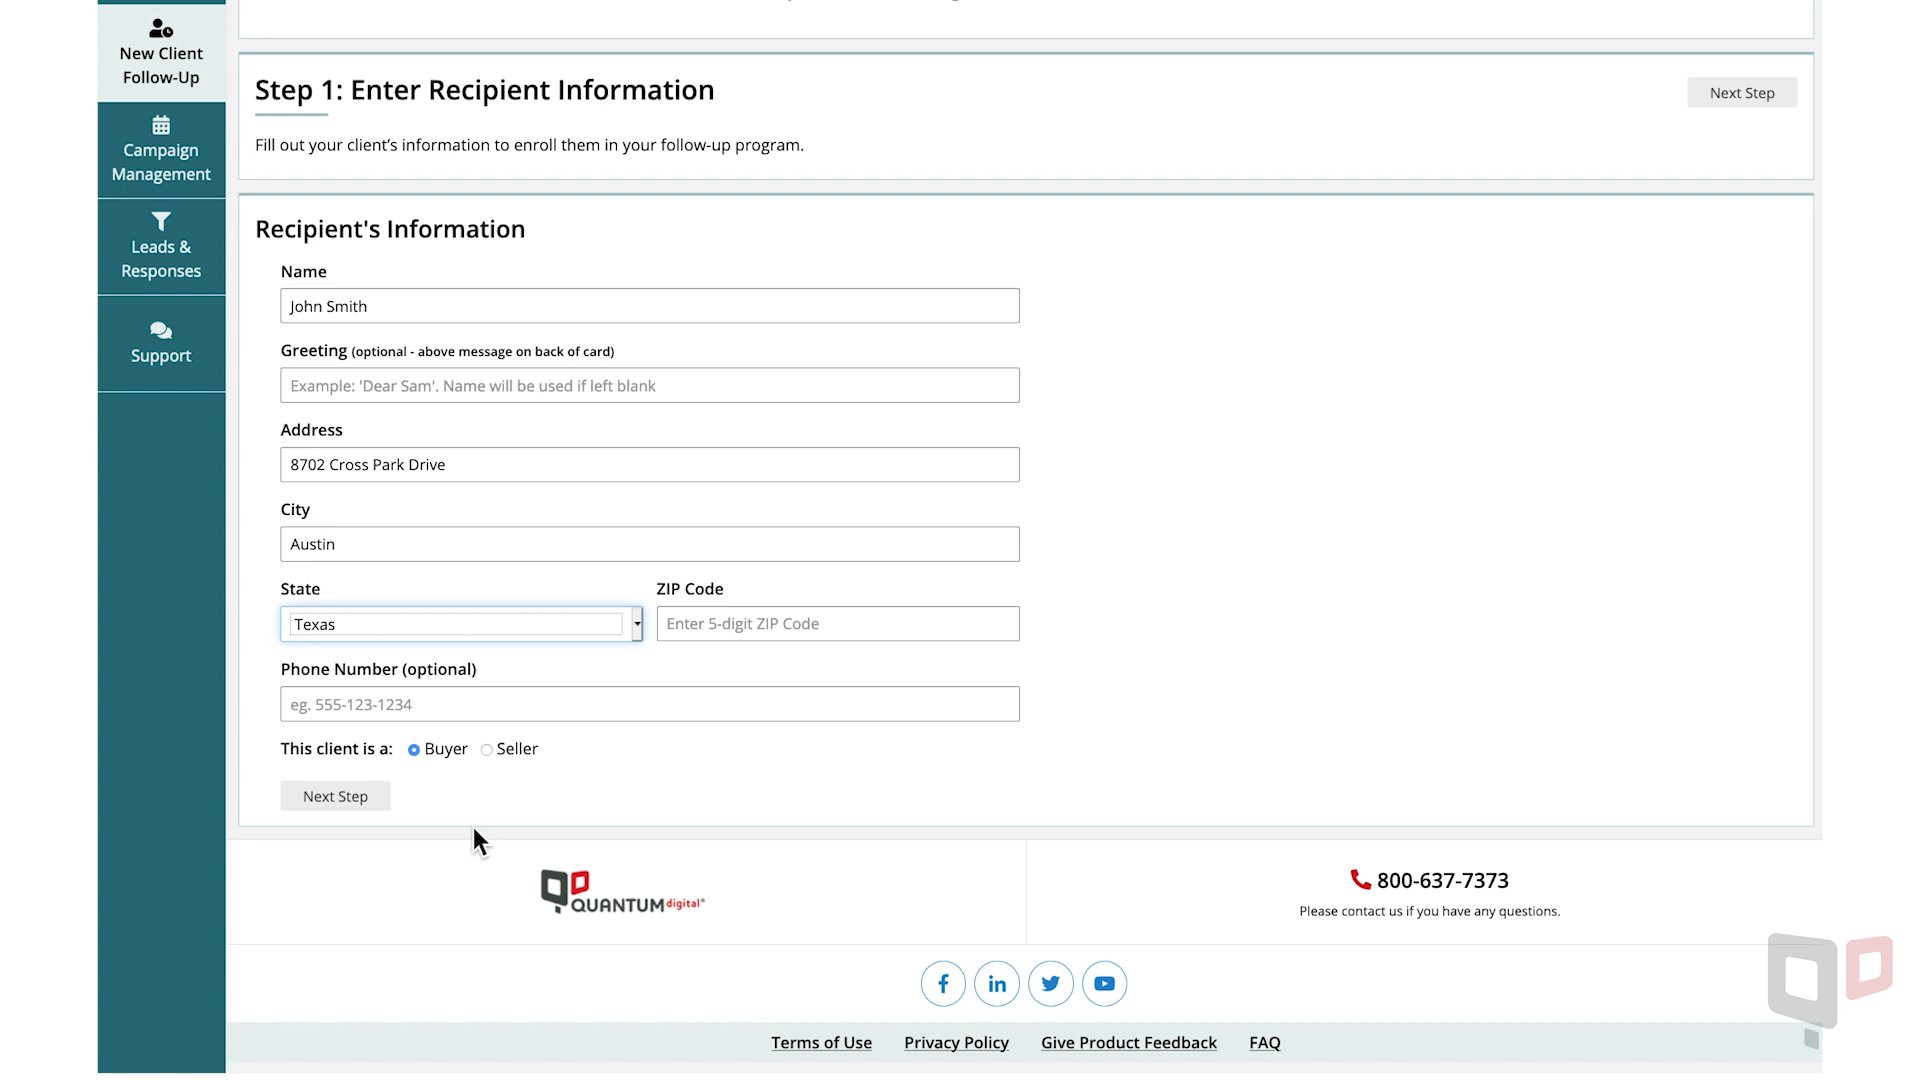 New Client
Follow-Up
Campaign
Management
Leads &
Responses
Support
Step 1: Enter Recipient Information
Next Step
Fill out your client's information to enroll them in your follow-up program.
Recipient's Information
Name
John Smith
Greeting (optional - above message on back of card)
Example: 'Dear Sam'. Name will be used if left blank
Address
8702 Cross Park Drive
City
Austin
State
ZIP Code
Texas
Enter 5-digit ZIP Code
Phone Number (optional)
eg. 555-123-1234
This client is a: Buyer Seller
Next Step
QUANTUM digital®
800-637-7373
Please contact us if you have any questions.
Terms of Use Privacy Policy Give Product Feedback FAQ